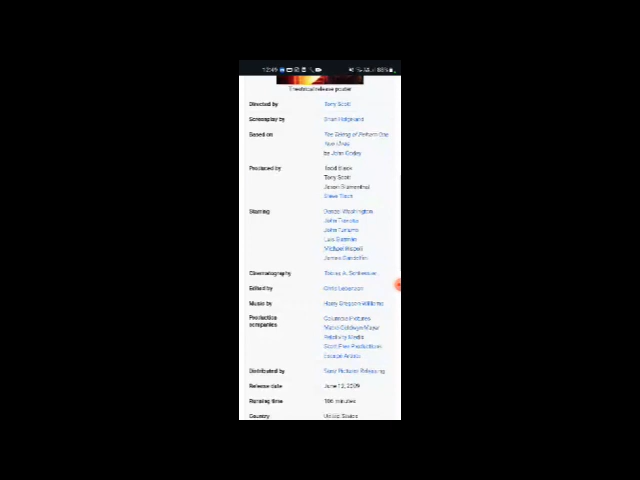 12:49
88%
Theatrical release poster
Directed by Tony Scott
Screenplay by Brian Helgeland
Based on The Taking of Pelham One
Two Three
by John Godey
Produced by Todd Black
Tony Scott
Jason Blumenthal
Steve Tisch
Starring Denzel Washington
John Travolta
John Turturro
Luis Guzmán
Michael Rispoli
James Gandolfini
Cinematography Tobias A. Schliessler
Edited by Chris Lebenzon
Music by Harry Gregson-Williams
Production Columbia Pictures
companies Metro-Goldwyn-Mayer
Relativity Media
Scott Free Productions
Escape Artists
Distributed by Sony Pictures Releasing
Release date June 12, 2009
Running time 106 minutes
Country United States